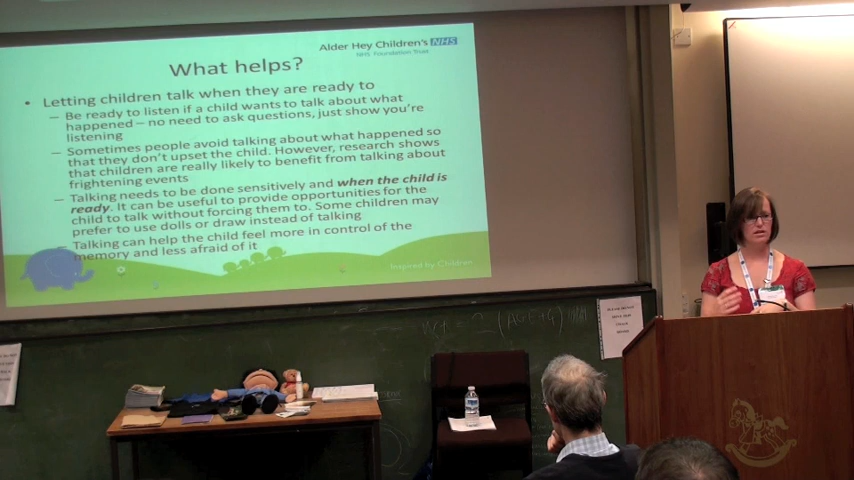 Alder Hey Children's NHS
NHS Foundation Trust
What helps?
• Letting children talk when they are ready to
– Be ready to listen if a child wants to talk about what
happened – no need to ask questions, just show you're
listening
– Sometimes people avoid talking about what happened so
that they don't upset the child. However, research shows
that children are really likely to benefit from talking about
frightening events
– Talking needs to be done sensitively and when the child is
ready. It can be useful to provide opportunities for the
child to talk without forcing them to. Some children may
prefer to use dolls or draw instead of talking
– Talking can help the child feel more in control of the
memory and less afraid of it
Inspired by Children